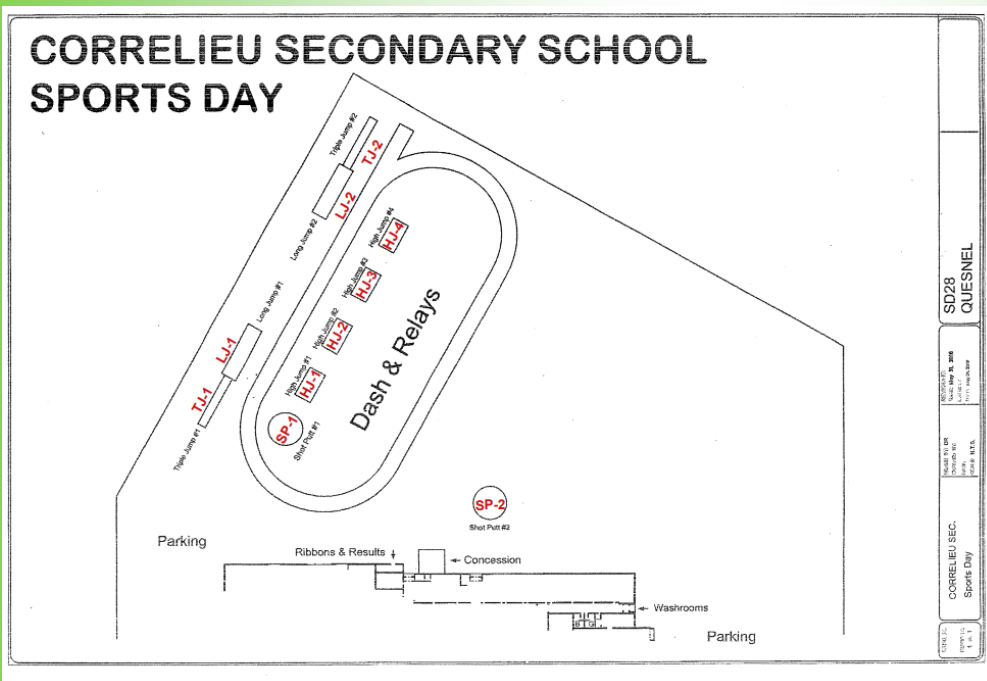 CORRELIEU SECONDARY SCHOOL
SPORTS DAY
Triple Jump #2
TJ-2
LJ-2
Long Jump #2
High Jump #4
HJ-4
High Jump #3
HJ-3
High Jump #2
HJ-2
High Jump #1
HJ-1
Long Jump #1
LJ-1
TJ-1
Triple Jump #1
SP-1
Shot Putt #1
Dash & Relays
SP-2
Shot Putt #2
Parking
Ribbons & Results
Concession
Washrooms
B G
Parking
SD28
QUESNEL
May 31, 2006
N.T.S.
CORRELIEU SEC.
Sports Day